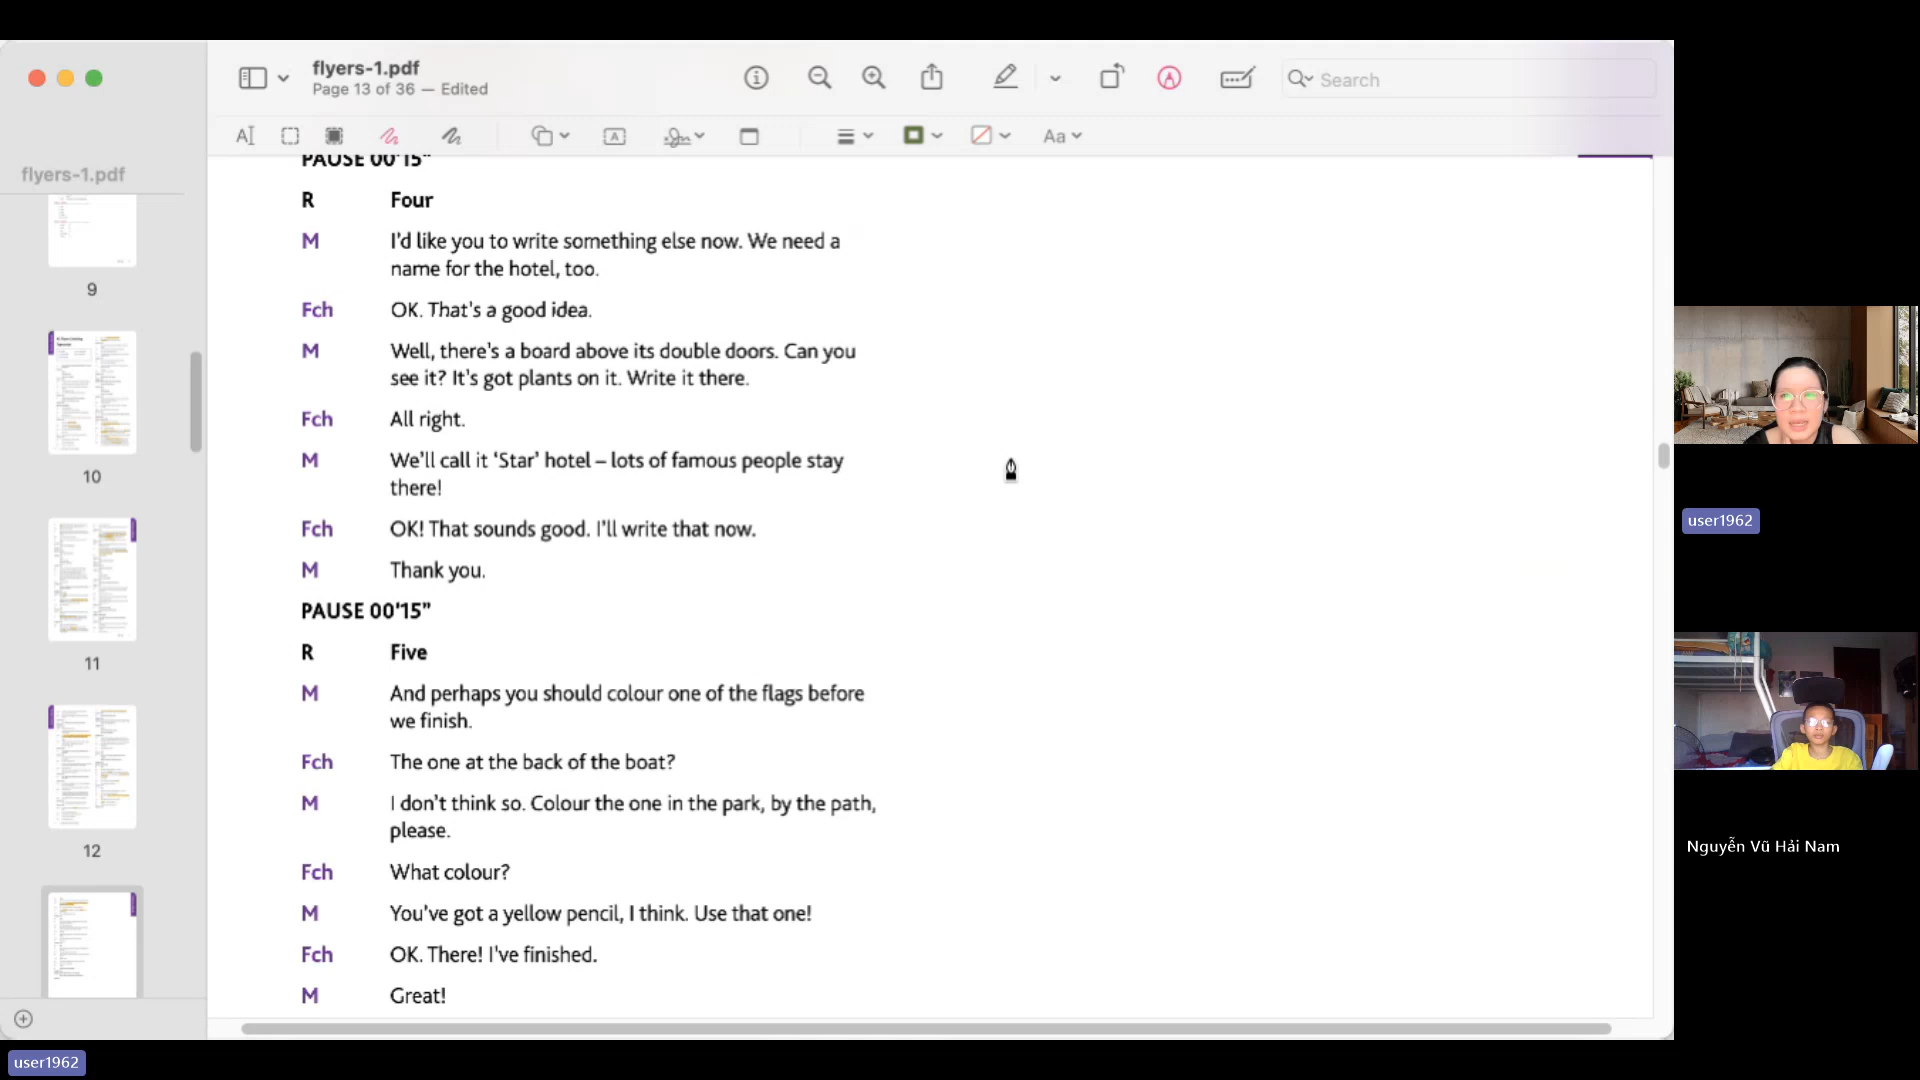 flyers-1.pdf
Page 13 of 36 — Edited
Search
flyers-1.pdf
9
10
11
12
PAUSE 00'15"
R Four
M I'd like you to write something else now. We need a
name for the hotel, too.
Fch OK. That's a good idea.
M Well, there's a board above its double doors. Can you
see it? It's got plants on it. Write it there.
Fch All right.
M We'll call it ‘Star’ hotel – lots of famous people stay
there!
Fch OK! That sounds good. I'll write that now.
M Thank you.
PAUSE 00'15"
R Five
M And perhaps you should colour one of the flags before
we finish.
Fch The one at the back of the boat?
M I don't think so. Colour the one in the park, by the path,
please.
Fch What colour?
M You've got a yellow pencil, I think. Use that one!
Fch OK. There! I've finished.
M Great!
user1962
Nguyễn Vũ Hải Nam
user1962